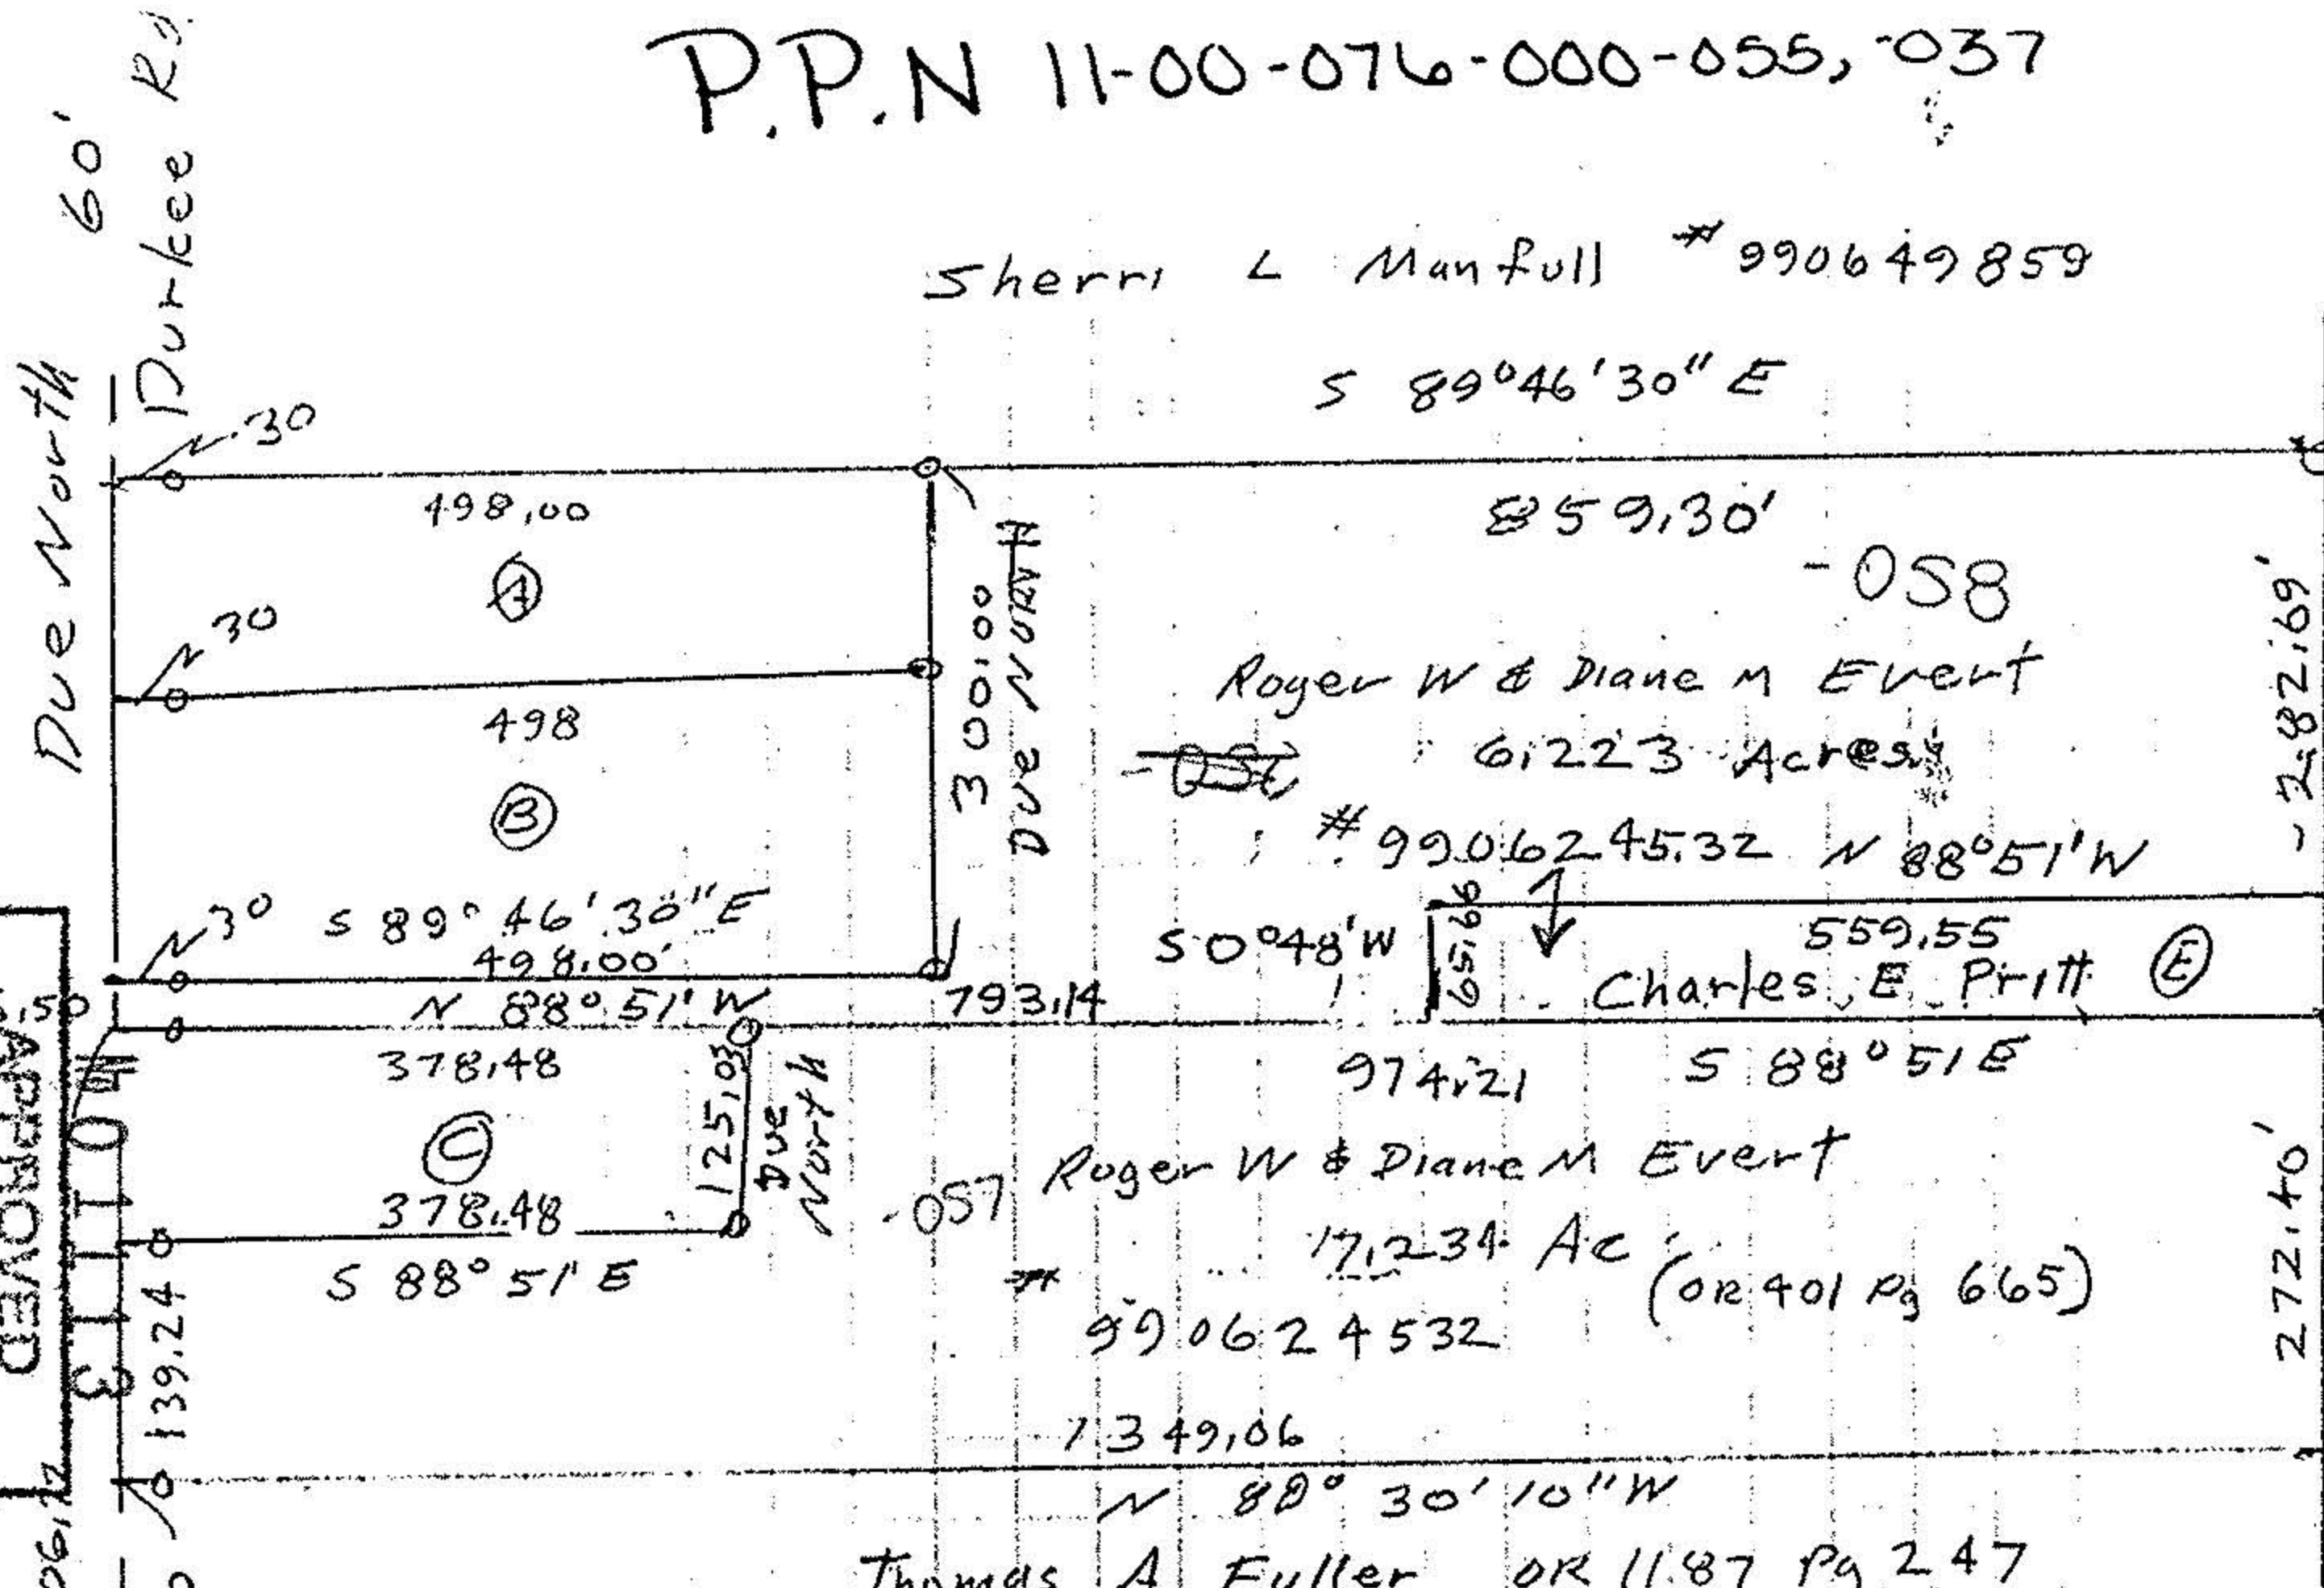 P.P.N 11-00-076-000-055, -037
60'
Durkee Rd.
Due North
Sherri L Manfull #990649859
S 89°46'30" E
30
498.00
859.30'
A
-058
30
300.00
Due NORTH
282.69'
Roger W & Diane M Evert
498
6.223 Acres
B
#990624532 N 88°51'W
30 S 89° 46' 30" E
498.00'
S 0°48'W
65.66
559.55
Charles E Pritt
E
N 88° 51' W
793.14
378.48
974.21
S 88° 51 E
125.03
Due North
C
378.48
S 88° 51' E
-057
Roger W & Diane M Evert
17.234 Ac
(OR 401 Pg 665)
#
990624532
272.40'
APPROVED
01113
139.24
1349.06
30' 10" W
Thomas A Fuller OR 1187 Pg 247